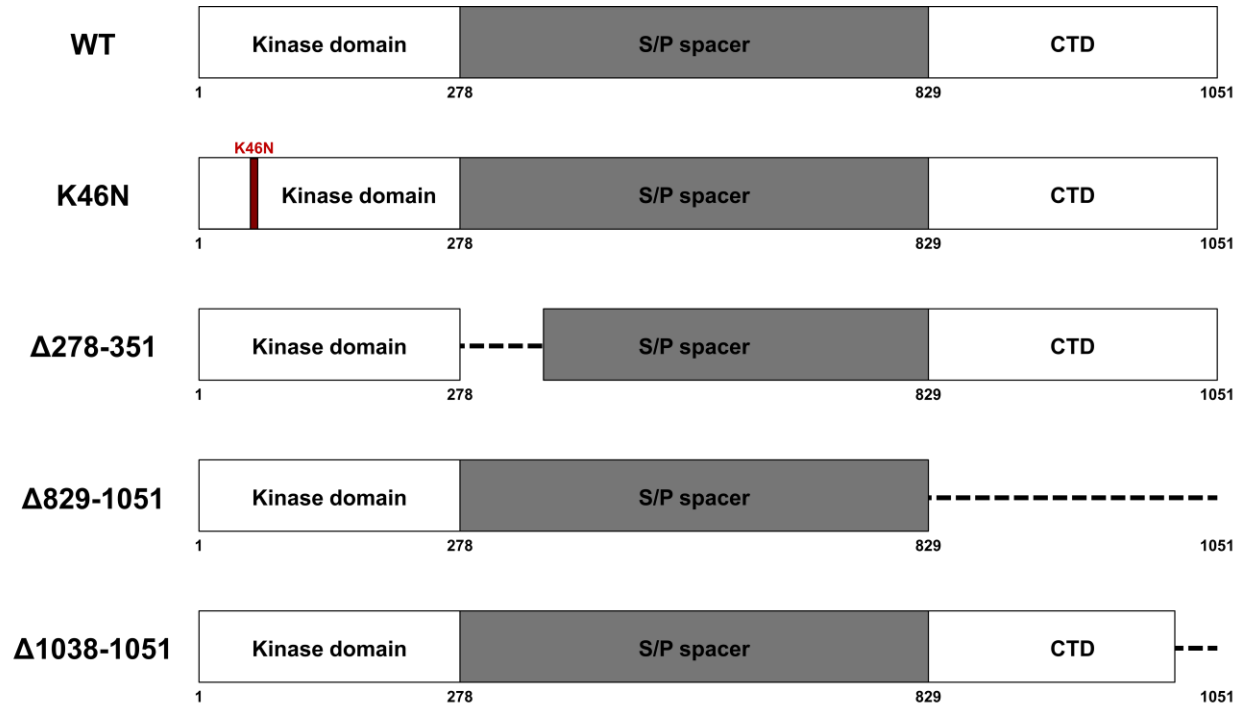 WT
Kinase domain S/P spacer CTD
1 278 829 1051
K46N
K46N
Kinase domain S/P spacer CTD
1 278 829 1051
Δ278-351
Kinase domain S/P spacer CTD
1 278 829 1051
Δ829-1051
Kinase domain S/P spacer
1 278 829 1051
Δ1038-1051
Kinase domain S/P spacer CTD
1 278 829 1051